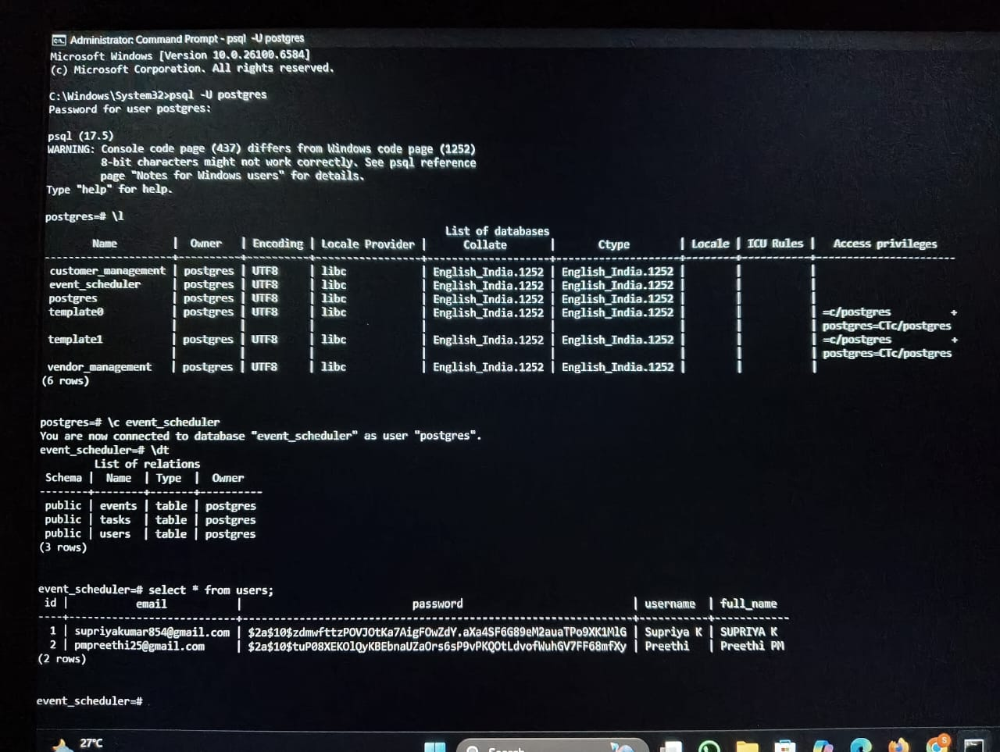 Administrator: Command Prompt - psql -U postgres
Microsoft Windows [Version 10.0.26100.6584]
(c) Microsoft Corporation. All rights reserved.
C:\Windows\System32>psql -U postgres
Password for user postgres:
psql (17.5)
WARNING: Console code page (437) differs from Windows code page (1252)
8-bit characters might not work correctly. See psql reference
page "Notes for Windows users" for details.
Type "help" for help.
postgres=# \l
List of databases
Name | Owner | Encoding | Locale Provider | Collate | Ctype | Locale | ICU Rules | Access privileges
customer_management | postgres | UTF8 | libc | English_India.1252 | English_India.1252 | | |
event_scheduler | postgres | UTF8 | libc | English_India.1252 | English_India.1252 | | |
postgres | postgres | UTF8 | libc | English_India.1252 | English_India.1252 | | |
template0 | postgres | UTF8 | libc | English_India.1252 | English_India.1252 | | | =c/postgres +
| | | | | | | | postgres=CTc/postgres
template1 | postgres | UTF8 | libc | English_India.1252 | English_India.1252 | | | =c/postgres +
| | | | | | | | postgres=CTc/postgres
vendor_management | postgres | UTF8 | libc | English_India.1252 | English_India.1252 | | |
(6 rows)
postgres=# \c event_scheduler
You are now connected to database "event_scheduler" as user "postgres".
event_scheduler=# \dt
List of relations
Schema | Name | Type | Owner
public | events | table | postgres
public | tasks | table | postgres
public | users | table | postgres
(3 rows)
event_scheduler=# select * from users;
id | email | password | username | full_name
1 | supriyakumar854@gmail.com | $2a$10$zdmwfttzPOVJOtKa7AigFOwZdY.aXa4SF6G89eM2auaTPo9XK1MlG | Supriya K | SUPRIYA K
2 | pmpreethi25@gmail.com | $2a$10$tuP08XEKOlQyKBEbnaUZaOrs6sP9vPKQOtLdvofWuhGV7FF68mfXy | Preethi | Preethi PM
(2 rows)
event_scheduler=#
27°C
Search